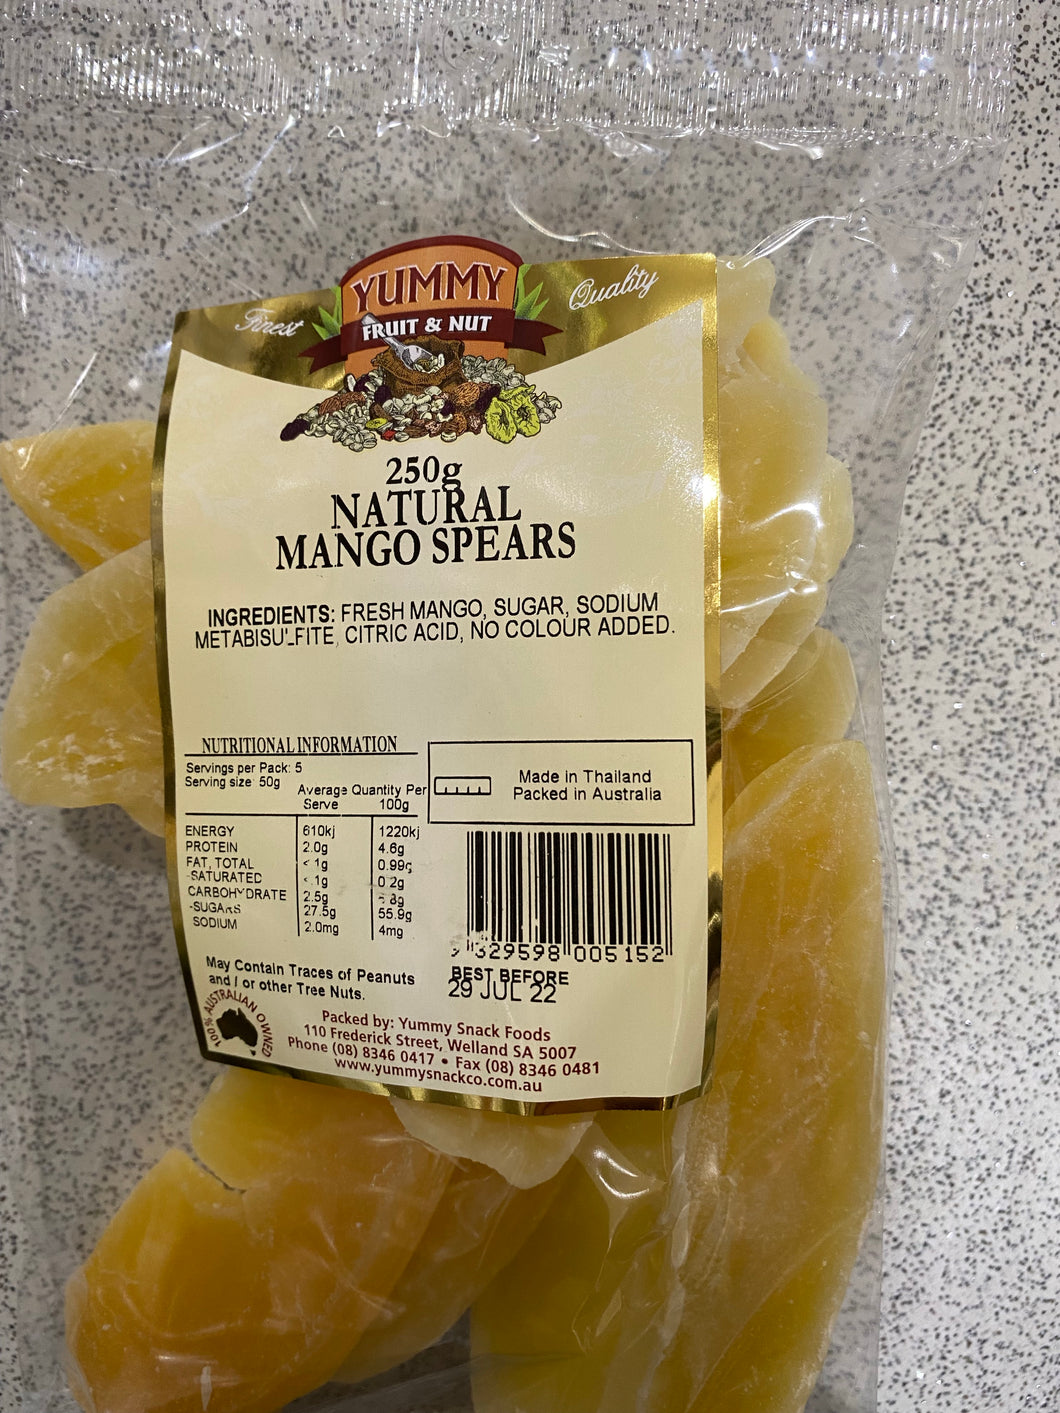 Finest
YUMMY
Quality
FRUIT & NUT
250g
NATURAL
MANGO SPEARS
INGREDIENTS: FRESH MANGO, SUGAR, SODIUM
METABISULFITE, CITRIC ACID, NO COLOUR ADDED.
NUTRITIONAL INFORMATION
Servings per Pack: 5
Serving size 50g
Average Quantity Per
Serve 100g
ENERGY 610kj 1220kj
PROTEIN 2.0g 4.6g
FAT, TOTAL <1g 0.99g
-SATURATED <.1g 0.2g
CARBOHYDRATE 2.5g
-SUGARS 27.5g 55.9g
SODIUM 2.0mg 4mg
Made in Thailand
Packed in Australia
9 329598 005152
BEST BEFORE
29 JUL 22
May Contain Traces of Peanuts
and / or other Tree Nuts.
100% AUSTRALIAN OWNED
Packed by: Yummy Snack Foods
110 Frederick Street, Welland SA 5007
Phone (08) 8346 0417 • Fax (08) 8346 0481
www.yummysnackco.com.au